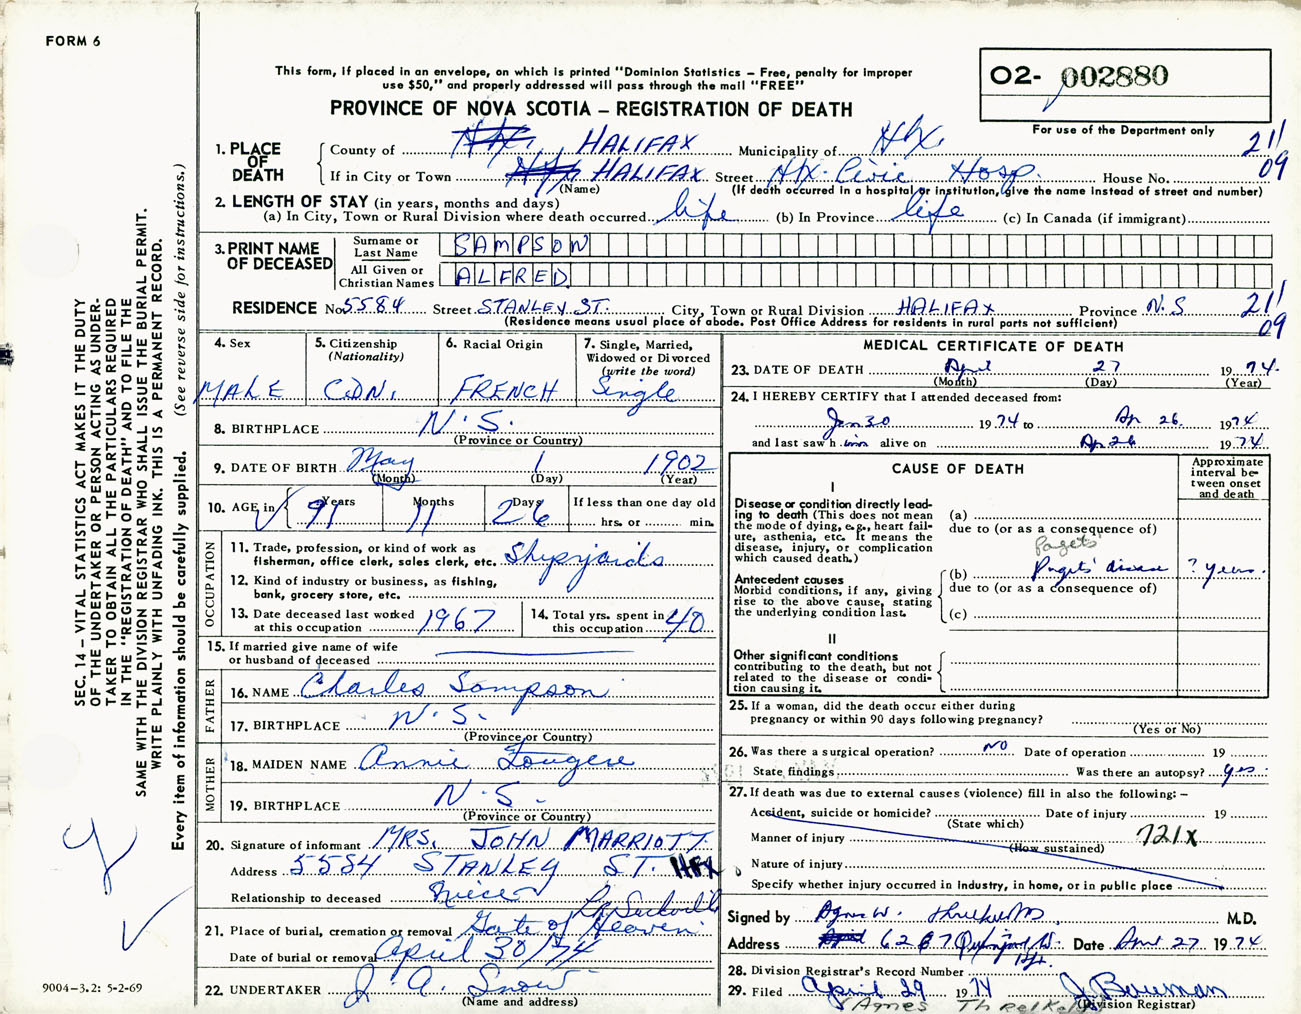 FORM 6
This form, if placed in an envelope, on which is printed "Dominion Statistics – Free, penalty for improper
use $50," and properly addressed will pass through the mail "FREE"
O2- 002880
PROVINCE OF NOVA SCOTIA – REGISTRATION OF DEATH
For use of the Department only
1. PLACE OF DEATH
County of HALIFAX Municipality of Hfx. 21/
If in City or Town HALIFAX Street Hfx. Civic Hosp. House No. 09
(Name) (If death occurred in a hospital or institution, give the name instead of street and number)
2. LENGTH OF STAY (in years, months and days)
(a) In City, Town or Rural Division where death occurred life (b) In Province life (c) In Canada (if immigrant)
3. PRINT NAME OF DECEASED
Surname or Last Name SAMPSON
All Given or Christian Names ALFRED
RESIDENCE No 5584 Street STANLEY ST. City, Town or Rural Division HALIFAX Province N.S 21/
(Residence means usual place of abode. Post Office Address for residents in rural parts not sufficient) 09
4. Sex MALE
5. Citizenship (Nationality) CDN.
6. Racial Origin FRENCH
7. Single, Married, Widowed or Divorced (write the word) Single
8. BIRTHPLACE N.S.
(Province or Country)
9. DATE OF BIRTH May 1 1902
(Month) (Day) (Year)
10. AGE in Years 71 Months 11 Days 26 If less than one day old
hrs. or min.
OCCUPATION
11. Trade, profession, or kind of work as
fisherman, office clerk, sales clerk, etc. Shipyards
12. Kind of industry or business, as fishing,
bank, grocery store, etc.
13. Date deceased last worked
at this occupation 1967
14. Total yrs. spent in
this occupation 40
15. If married give name of wife
or husband of deceased
FATHER
16. NAME Charles Sampson
17. BIRTHPLACE N.S.
(Province or Country)
MOTHER
18. MAIDEN NAME Annie Fougere
19. BIRTHPLACE N.S.
(Province or Country)
20. Signature of informant MRS. JOHN MARRIOTT
Address 5584 STANLEY ST. HFX
Relationship to deceased Niece
21. Place of burial, cremation or removal Gate of Heaven Lr Sackville
Date of burial or removal April 30/74
22. UNDERTAKER J. A. Snow
(Name and address)
MEDICAL CERTIFICATE OF DEATH
23. DATE OF DEATH April 27 1974.
(Month) (Day) (Year)
24. I HEREBY CERTIFY that I attended deceased from:
Jan 30 1974 to Ap 26. 1974
and last saw him alive on Ap 26 1974
CAUSE OF DEATH
Approximate interval between onset and death
I
Disease or condition directly leading to death (This does not mean the mode of dying, e.g., heart failure, asthenia, etc. It means the disease, injury, or complication which caused death.)
(a)
due to (or as a consequence of)
Pagets'
Antecedent causes
Morbid conditions, if any, giving rise to the above cause, stating the underlying condition last.
(b) Pagets' disease ? years.
due to (or as a consequence of)
(c)
II
Other significant conditions
contributing to the death, but not related to the disease or condition causing it.
25. If a woman, did the death occur either during
pregnancy or within 90 days following pregnancy?
(Yes or No)
26. Was there a surgical operation? no Date of operation 19
State findings Was there an autopsy? yes.
27. If death was due to external causes (violence) fill in also the following: –
Accident, suicide or homicide? Date of injury 19
(State which)
Manner of injury 721x
(How sustained)
Nature of injury
Specify whether injury occurred in industry, in home, or in public place
Signed by Agnes W. M.D.
Address 6267 Date April 27 1974
28. Division Registrar's Record Number
29. Filed April 29 1974 J Bowman
(Division Registrar)
(Agnes Threlkeld)
SEC. 14 – VITAL STATISTICS ACT MAKES IT THE DUTY
OF THE UNDERTAKER OR PERSON ACTING AS UNDERTAKER
TO OBTAIN ALL THE PARTICULARS REQUIRED
IN THE "REGISTRATION OF DEATH" AND TO FILE THE
SAME WITH THE DIVISION REGISTRAR WHO SHALL ISSUE THE BURIAL PERMIT.
WRITE PLAINLY WITH UNFADING INK. THIS IS A PERMANENT RECORD.
Every item of information should be carefully supplied. (See reverse side for instructions.)
9004-3.2: 5-2-69